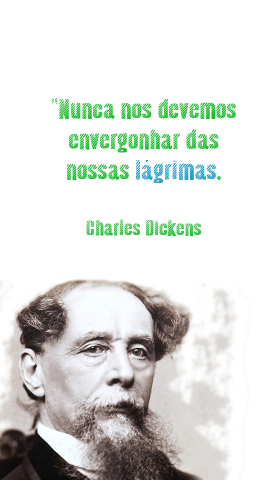 "Nunca nos devemos
envergonhar das
nossas lágrimas.
Charles Dickens